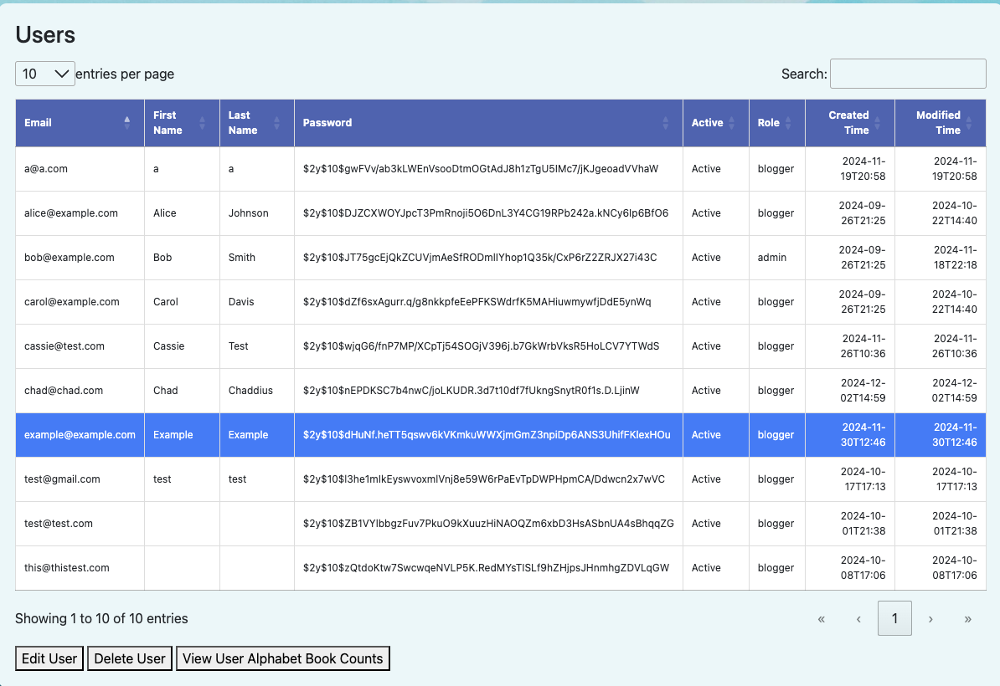 Users
10 entries per page Search:
Email First Name Last Name Password Active Role Created Time Modified Time
a@a.com a a $2y$10$gwFVv/ab3kLWEnVsooDtmOGtAdJ8h1zTgU5lMc7/jKJgeoadVVhaW Active blogger 2024-11-19T20:58 2024-11-19T20:58
alice@example.com Alice Johnson $2y$10$DJZCXWOYJpcT3PmRnoji5O6DnL3Y4CG19RPb242a.kNCy6Ip6BfO6 Active blogger 2024-09-26T21:25 2024-10-22T14:40
bob@example.com Bob Smith $2y$10$JT75gcEjQkZCUVjmAeSfRODmlIYhop1Q35k/CxP6rZ2ZRJX27i43C Active admin 2024-09-26T21:25 2024-11-18T22:18
carol@example.com Carol Davis $2y$10$dZf6sxAgurr.q/g8nkkpfeEePFKSWdrfK5MAHiuwmywfjDdE5ynWq Active blogger 2024-09-26T21:25 2024-10-22T14:40
cassie@test.com Cassie Test $2y$10$wjqG6/fnP7MP/XCpTj54SOGjV396j.b7GkWrbVksR5HoLCV7YTWdS Active blogger 2024-11-26T10:36 2024-11-26T10:36
chad@chad.com Chad Chaddius $2y$10$nEPDKSC7b4nwC/joLKUDR.3d7t10df7fUkngSnytR0f1s.D.LjinW Active blogger 2024-12-02T14:59 2024-12-02T14:59
example@example.com Example Example $2y$10$dHuNf.heTT5qswv6kVKmkuWWXjmGmZ3npiDp6ANS3UhifFKlexHOu Active blogger 2024-11-30T12:46 2024-11-30T12:46
test@gmail.com test test $2y$10$l3he1mlkEyswvoxmlVnj8e59W6rPaEvTpDWPHpmCA/Ddwcn2x7wVC Active blogger 2024-10-17T17:13 2024-10-17T17:13
test@test.com $2y$10$ZB1VYIbbgzFuv7PkuO9kXuuzHiNAOQZm6xbD3HsASbnUA4sBhqqZG Active blogger 2024-10-01T21:38 2024-10-01T21:38
this@thistest.com $2y$10$zQtdoKtw7SwcwqeNVLP5K.RedMYsTlSLf9hZHjpsJHnmhgZDVLqGW Active blogger 2024-10-08T17:06 2024-10-08T17:06
Showing 1 to 10 of 10 entries « ‹ 1 › »
Edit User Delete User View User Alphabet Book Counts